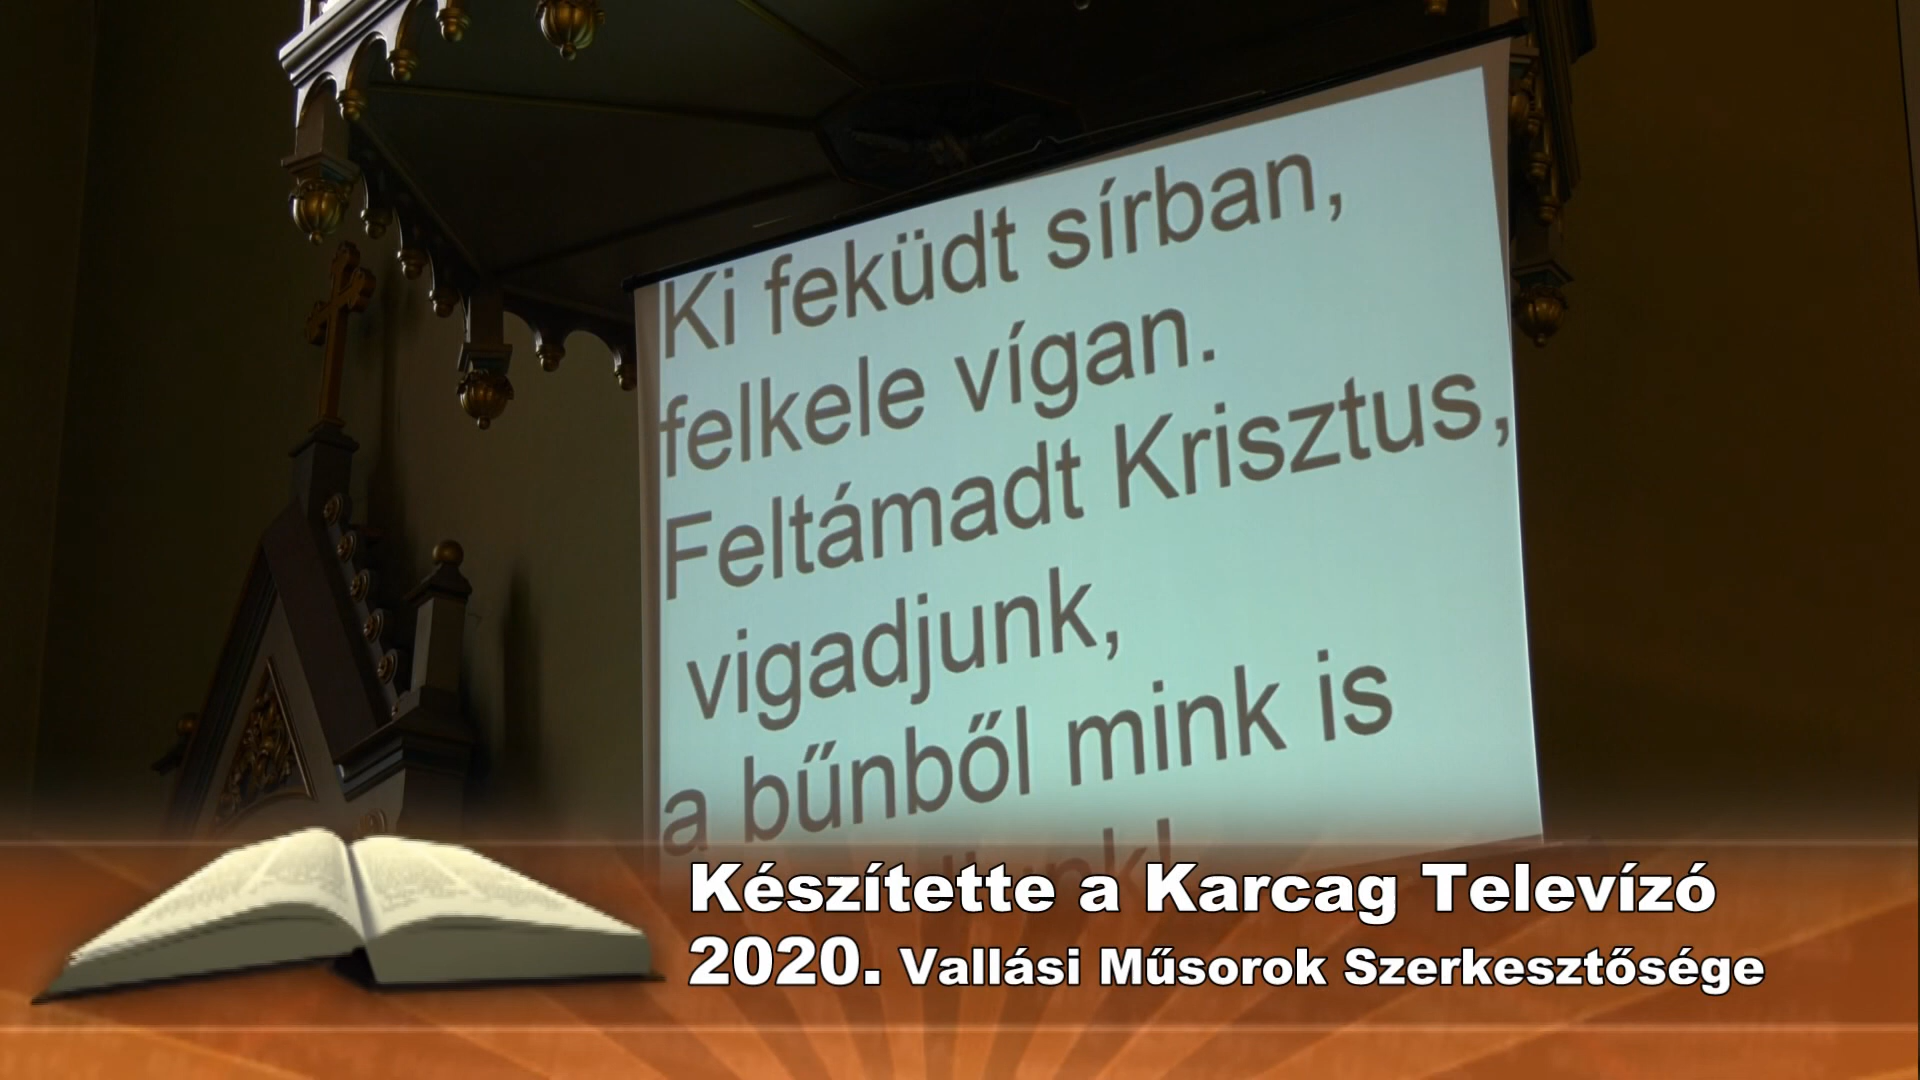 Ki feküdt sírban,
felkele vígan.
Feltámadt Krisztus,
vigadjunk,
a bűnből mink is
Készítette a Karcag Televízó
2020. Vallási Műsorok Szerkesztősége